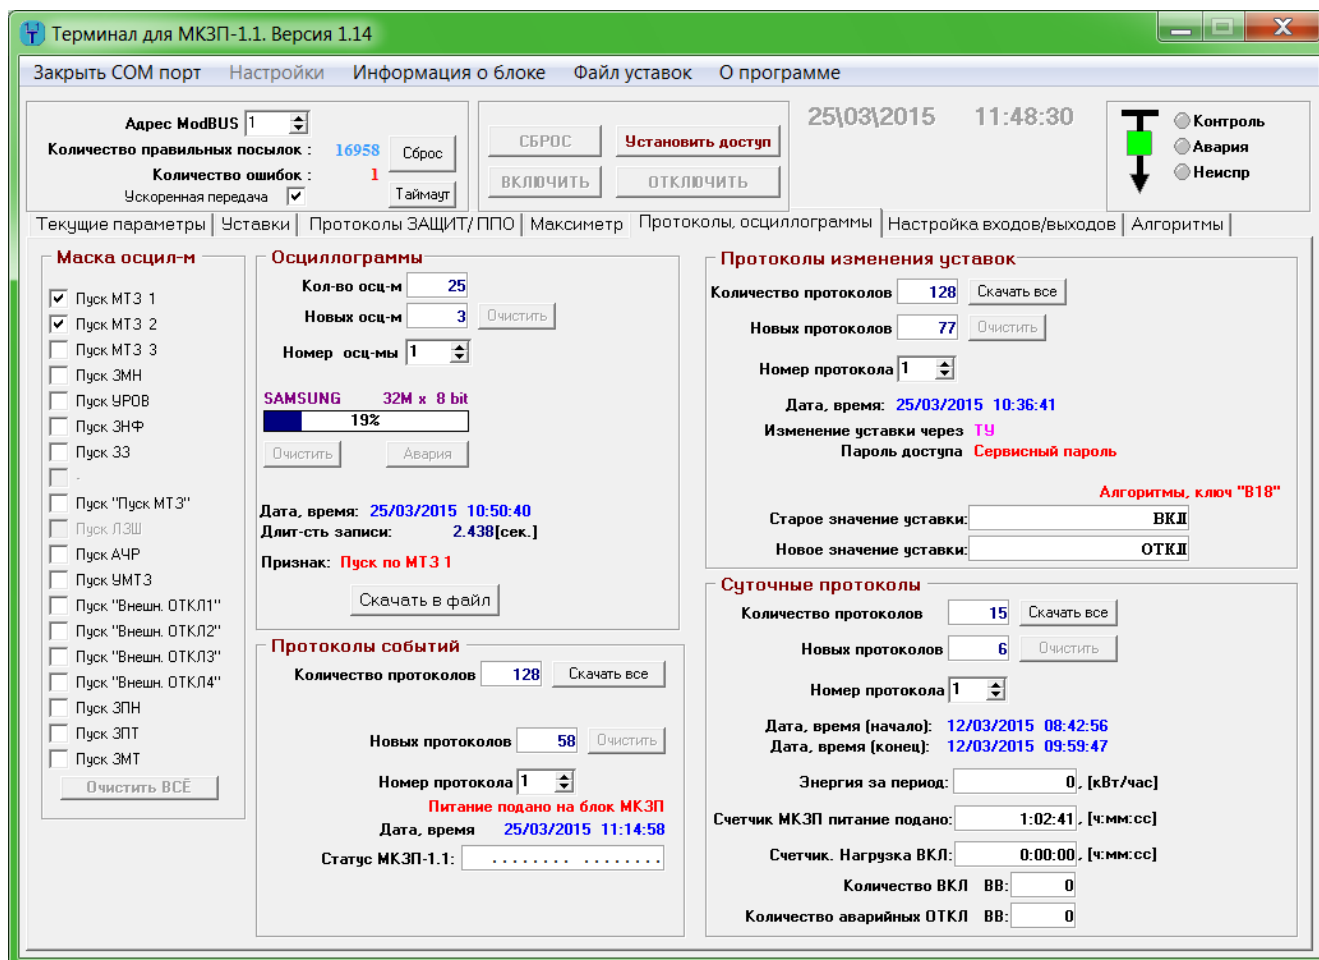 Терминал для МКЗП-1.1. Версия 1.14
Закрыть COM порт Настройки Информация о блоке Файл уставок О программе
Адрес ModBUS 1
Количество правильных посылок : 16958 Сброс
Количество ошибок : 1
Ускоренная передача Таймаут
СБРОС Установить доступ
ВКЛЮЧИТЬ ОТКЛЮЧИТЬ
25\03\2015 11:48:30
Контроль
Авария
Неиспр
Текущие параметры Уставки Протоколы ЗАЩИТ/ ППО Максиметр Протоколы, осциллограммы Настройка входов/выходов Алгоритмы
Маска осцил-м
Пуск МТЗ 1
Пуск МТЗ 2
Пуск МТЗ 3
Пуск ЗМН
Пуск УРОВ
Пуск ЗНФ
Пуск ЗЗ
-
Пуск "Пуск МТЗ"
Пуск ЛЗШ
Пуск АЧР
Пуск УМТЗ
Пуск "Внешн. ОТКЛ1"
Пуск "Внешн. ОТКЛ2"
Пуск "Внешн. ОТКЛ3"
Пуск "Внешн. ОТКЛ4"
Пуск ЗПН
Пуск ЗПТ
Пуск ЗМТ
Очистить ВСЁ
Осциллограммы
Кол-во осц-м 25
Новых осц-м 3 Очистить
Номер осц-мы 1
SAMSUNG 32M x 8 bit
19%
Очистить Авария
Дата, время: 25/03/2015 10:50:40
Длит-сть записи: 2.438[сек.]
Признак: Пуск по МТЗ 1
Скачать в файл
Протоколы событий
Количество протоколов 128 Скачать все
Новых протоколов 58 Очистить
Номер протокола 1
Питание подано на блок МКЗП
Дата, время 25/03/2015 11:14:58
Статус МКЗП-1.1: ........ ........
Протоколы изменения уставок
Количество протоколов 128 Скачать все
Новых протоколов 77 Очистить
Номер протокола 1
Дата, время: 25/03/2015 10:36:41
Изменение уставки через ТУ
Пароль доступа Сервисный пароль
Алгоритмы, ключ "B18"
Старое значение уставки: ВКЛ
Новое значение уставки: ОТКЛ
Суточные протоколы
Количество протоколов 15 Скачать все
Новых протоколов 6 Очистить
Номер протокола 1
Дата, время (начало): 12/03/2015 08:42:56
Дата, время (конец): 12/03/2015 09:59:47
Энергия за период: 0, [кВт/час]
Счетчик МКЗП питание подано: 1:02:41, [ч:мм:сс]
Счетчик. Нагрузка ВКЛ: 0:00:00, [ч:мм:сс]
Количество ВКЛ ВВ: 0
Количество аварийных ОТКЛ ВВ: 0